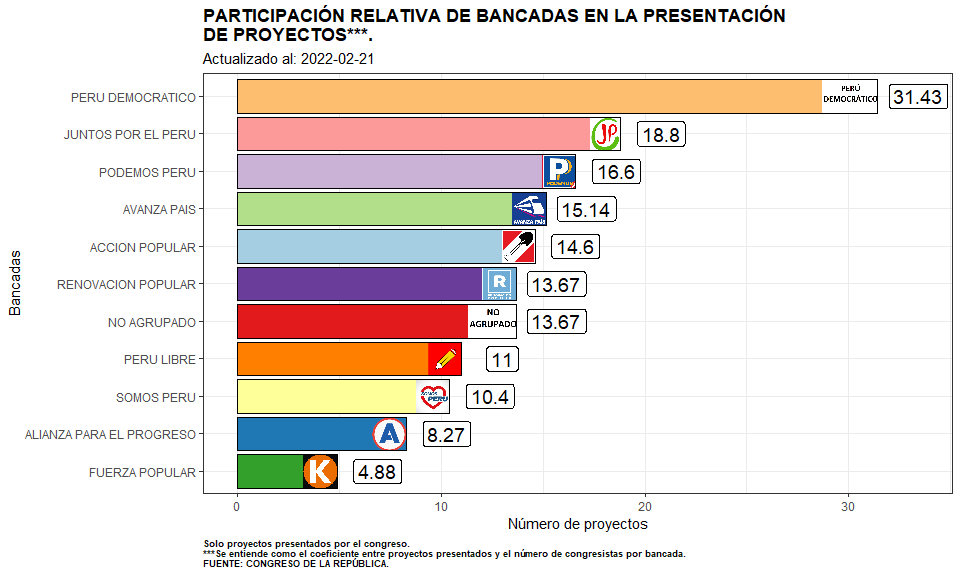 PARTICIPACIÓN RELATIVA DE BANCADAS EN LA PRESENTACIÓN
DE PROYECTOS***.
Actualizado al: 2022-02-21
Bancadas
PERU DEMOCRATICO
PERÚ
DEMOCRÁTICO
31.43
JUNTOS POR EL PERU
JP
18.8
PODEMOS PERU
P
PODEMOS
16.6
AVANZA PAIS
AVANZA PAIS
15.14
ACCION POPULAR
14.6
RENOVACION POPULAR
R
13.67
NO AGRUPADO
NO
AGRUPADO
13.67
PERU LIBRE
11
SOMOS PERU
SOMOS
PERU
10.4
ALIANZA PARA EL PROGRESO
A
8.27
FUERZA POPULAR
K
4.88
0
10
20
30
Número de proyectos
Solo proyectos presentados por el congreso.
***Se entiende como el coeficiente entre proyectos presentados y el número de congresistas por bancada.
FUENTE: CONGRESO DE LA REPÚBLICA.